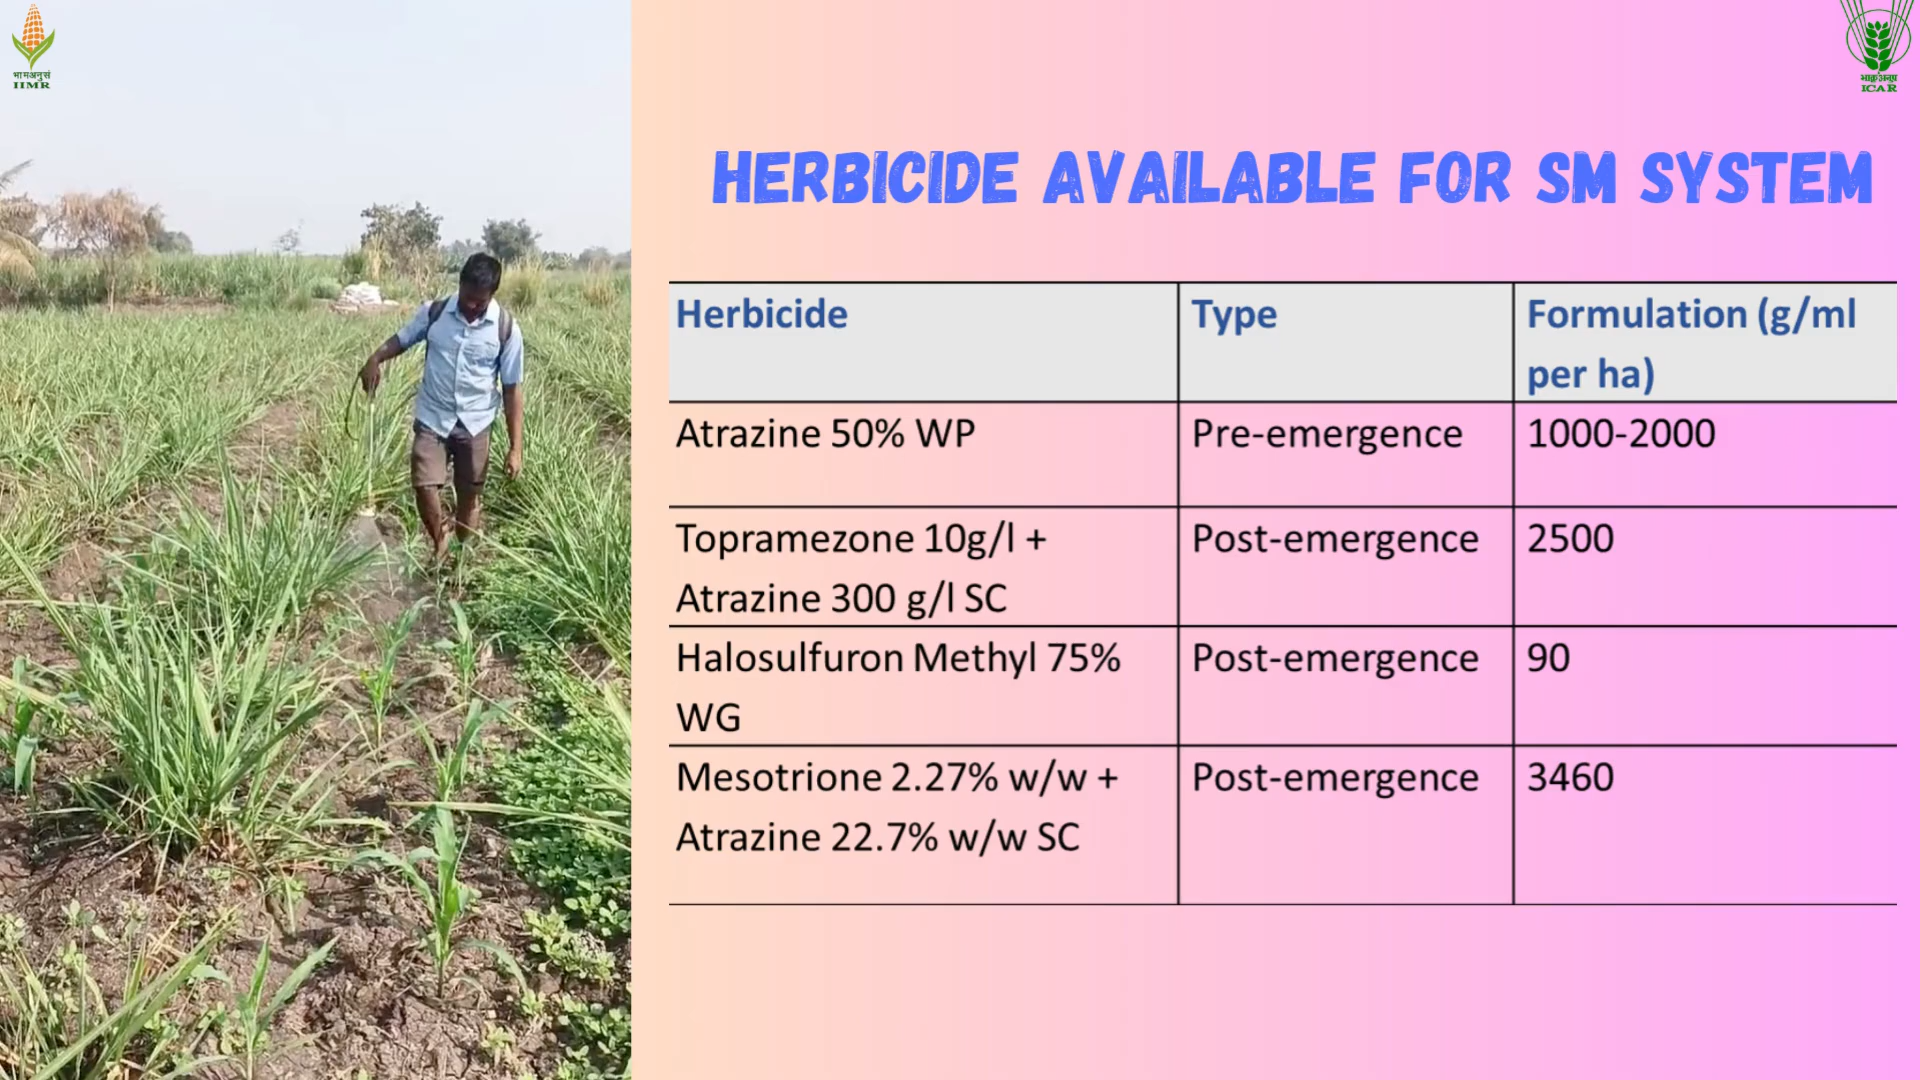 भामअनुसं
IIMR
भाकृअनुप
ICAR
HERBICIDE AVAILABLE FOR SM SYSTEM
Herbicide Type Formulation (g/ml
per ha)
Atrazine 50% WP Pre-emergence 1000-2000
Topramezone 10g/l + Post-emergence 2500
Atrazine 300 g/l SC
Halosulfuron Methyl 75% Post-emergence 90
WG
Mesotrione 2.27% w/w + Post-emergence 3460
Atrazine 22.7% w/w SC